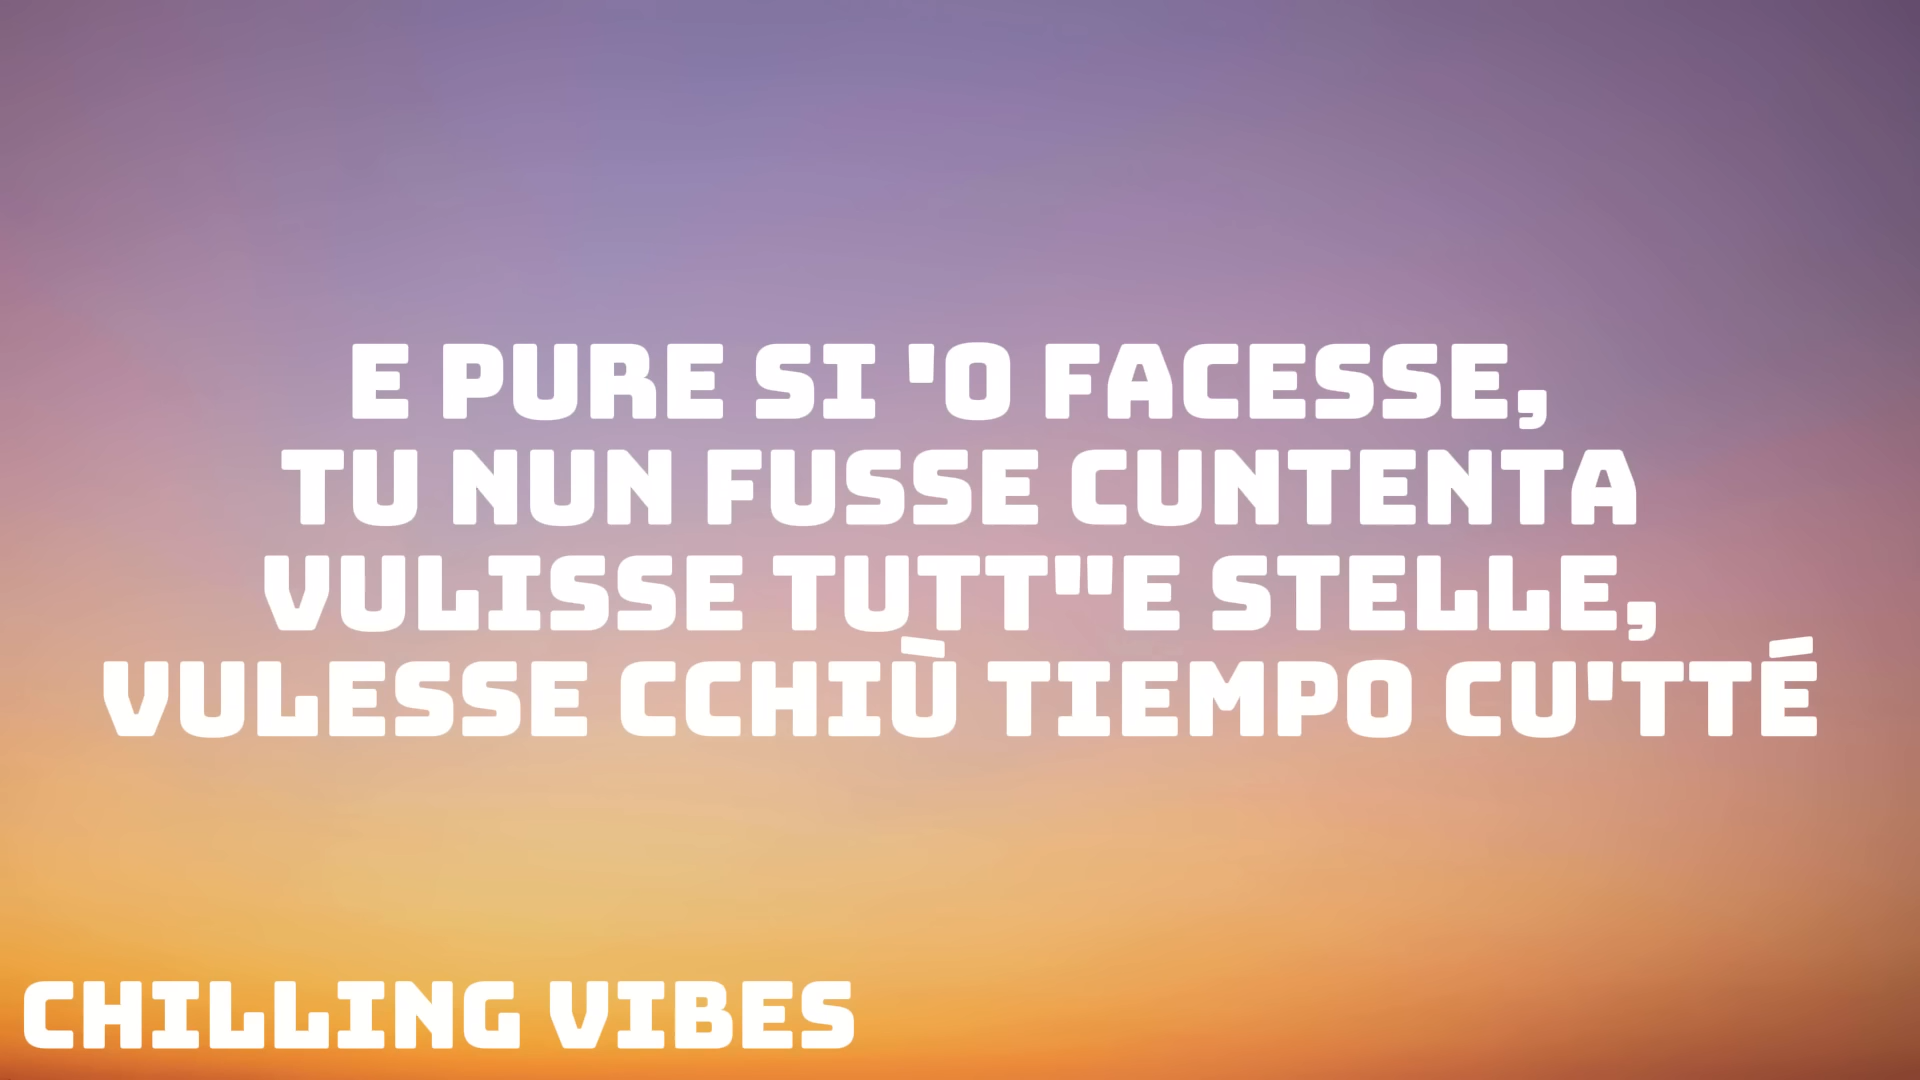 E PURE SI 'O FACESSE,
TU NUN FUSSE CUNTENTA
VULISSE TUTT''E STELLE,
VULESSE CCHIÙ TIEMPO CU'TTÉ
CHILLING VIBES